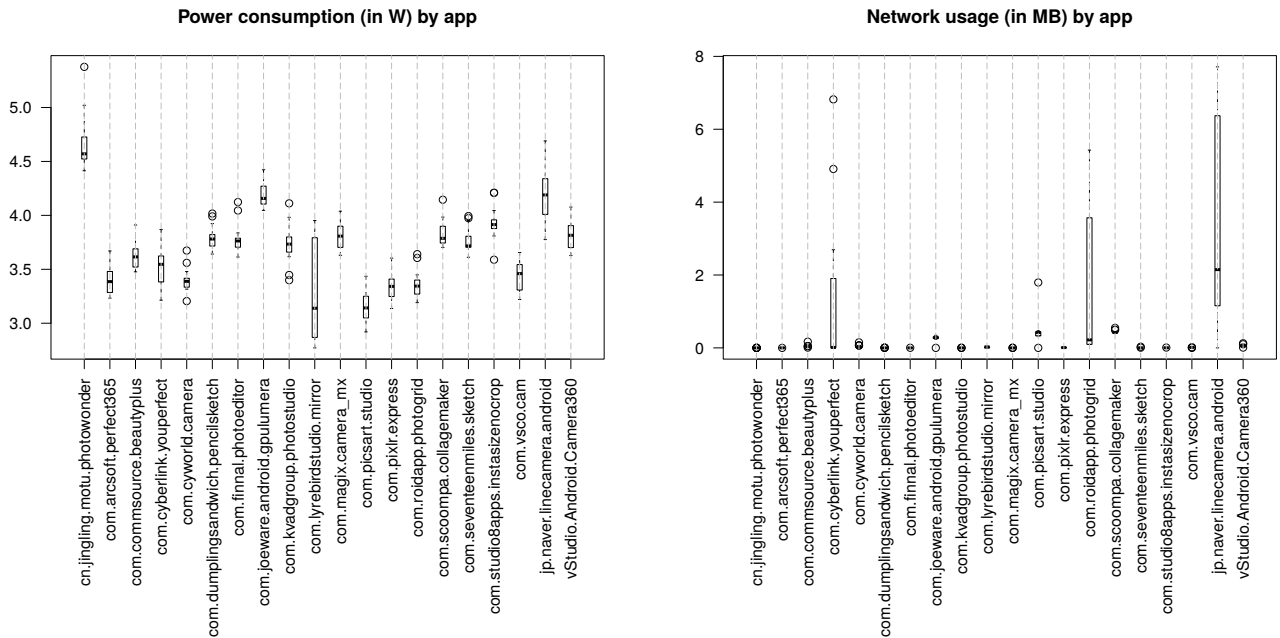 Power consumption (in W) by app
5.0
4.5
4.0
3.5
3.0
cn.jingling.motu.photowonder
com.arcsoft.perfect365
com.commsource.beautyplus
com.cyberlink.youperfect
com.cyworld.camera
com.dumplingsandwich.pencilsketch
com.finnal.photoeditor
com.joeware.android.gpulumera
com.kvadgroup.photostudio
com.lyrebirdstudio.mirror
com.magix.camera_mx
com.picsart.studio
com.pixlr.express
com.roidapp.photogrid
com.scoompa.collagemaker
com.seventeenmiles.sketch
com.studio8apps.instasizenocrop
com.vsco.cam
jp.naver.linecamera.android
vStudio.Android.Camera360
Network usage (in MB) by app
8
6
4
2
0
cn.jingling.motu.photowonder
com.arcsoft.perfect365
com.commsource.beautyplus
com.cyberlink.youperfect
com.cyworld.camera
com.dumplingsandwich.pencilsketch
com.finnal.photoeditor
com.joeware.android.gpulumera
com.kvadgroup.photostudio
com.lyrebirdstudio.mirror
com.magix.camera_mx
com.picsart.studio
com.pixlr.express
com.roidapp.photogrid
com.scoompa.collagemaker
com.seventeenmiles.sketch
com.studio8apps.instasizenocrop
com.vsco.cam
jp.naver.linecamera.android
vStudio.Android.Camera360